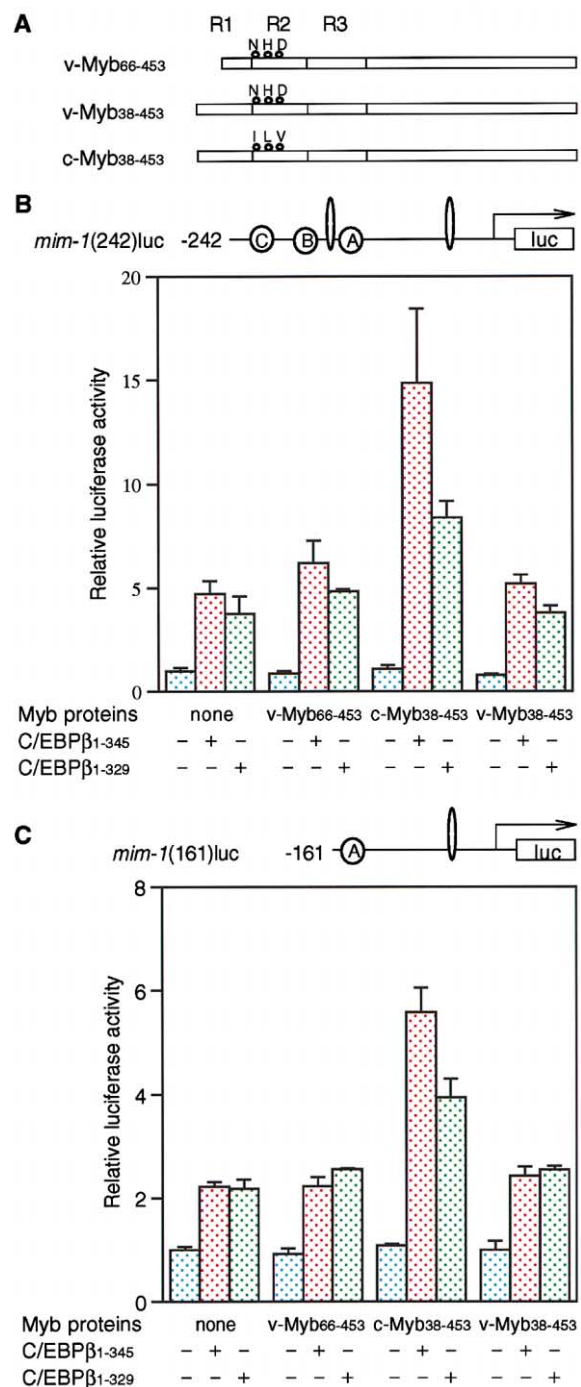 A
R1 R2 R3
N H D
v-Myb66-453
N H D
v-Myb38-453
I L V
c-Myb38-453
B
mim-1(242)luc -242 C B A luc
20
15
10
5
0
Relative luciferase activity
Myb proteins none v-Myb66-453 c-Myb38-453 v-Myb38-453
C/EBPβ1-345 − + − − + − − + − − + −
C/EBPβ1-329 − − + − − + − − + − − +
C
mim-1(161)luc -161 A luc
8
6
4
2
0
Relative luciferase activity
Myb proteins none v-Myb66-453 c-Myb38-453 v-Myb38-453
C/EBPβ1-345 − + − − + − − + − − + −
C/EBPβ1-329 − − + − − + − − + − − +